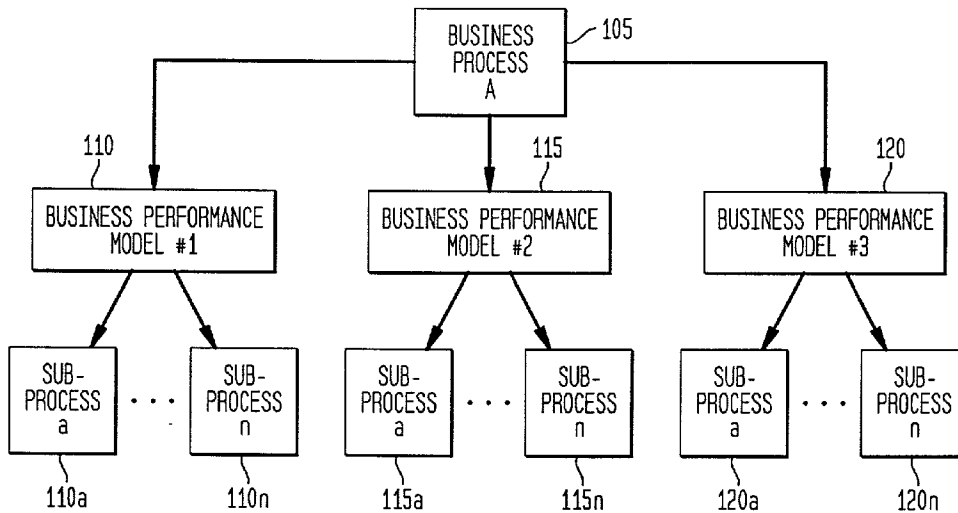 BUSINESS
PROCESS
A
105
110
115
120
BUSINESS PERFORMANCE
MODEL #1
BUSINESS PERFORMANCE
MODEL #2
BUSINESS PERFORMANCE
MODEL #3
SUB-
PROCESS
a
. . .
SUB-
PROCESS
n
SUB-
PROCESS
a
. . .
SUB-
PROCESS
n
SUB-
PROCESS
a
. . .
SUB-
PROCESS
n
110a
110n
115a
115n
120a
120n